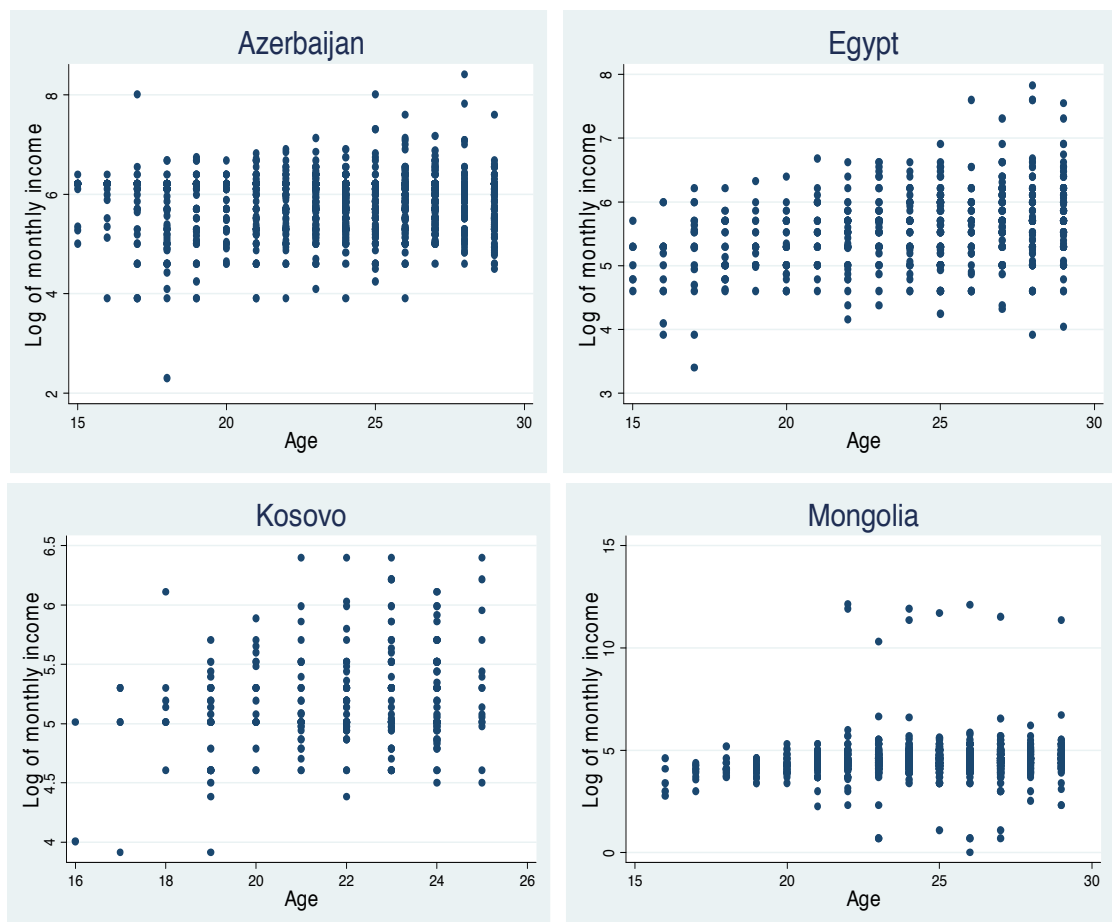 Azerbaijan
Log of monthly income
8
6
4
2
15 20 25 30
Age
Egypt
Log of monthly income
8
7
6
5
4
3
15 20 25 30
Age
Kosovo
Log of monthly income
6.5
6
5.5
5
4.5
4
16 18 20 22 24 26
Age
Mongolia
Log of monthly income
15
10
5
0
15 20 25 30
Age